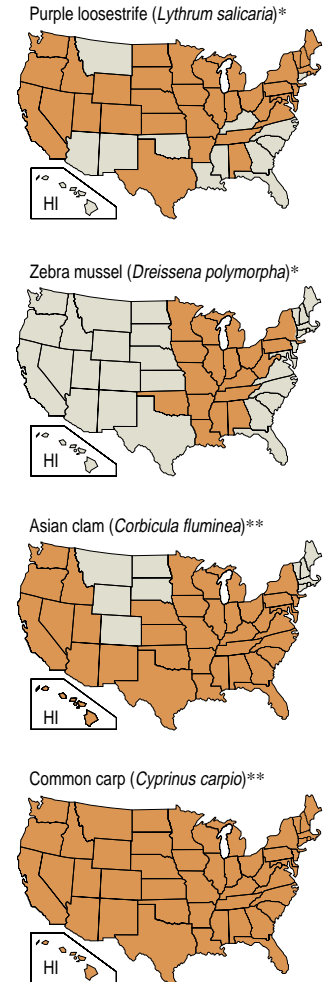 Purple loosestrife (Lythrum salicaria)*
HI
Zebra mussel (Dreissena polymorpha)*
HI
Asian clam (Corbicula fluminea)**
HI
Common carp (Cyprinus carpio)**
HI